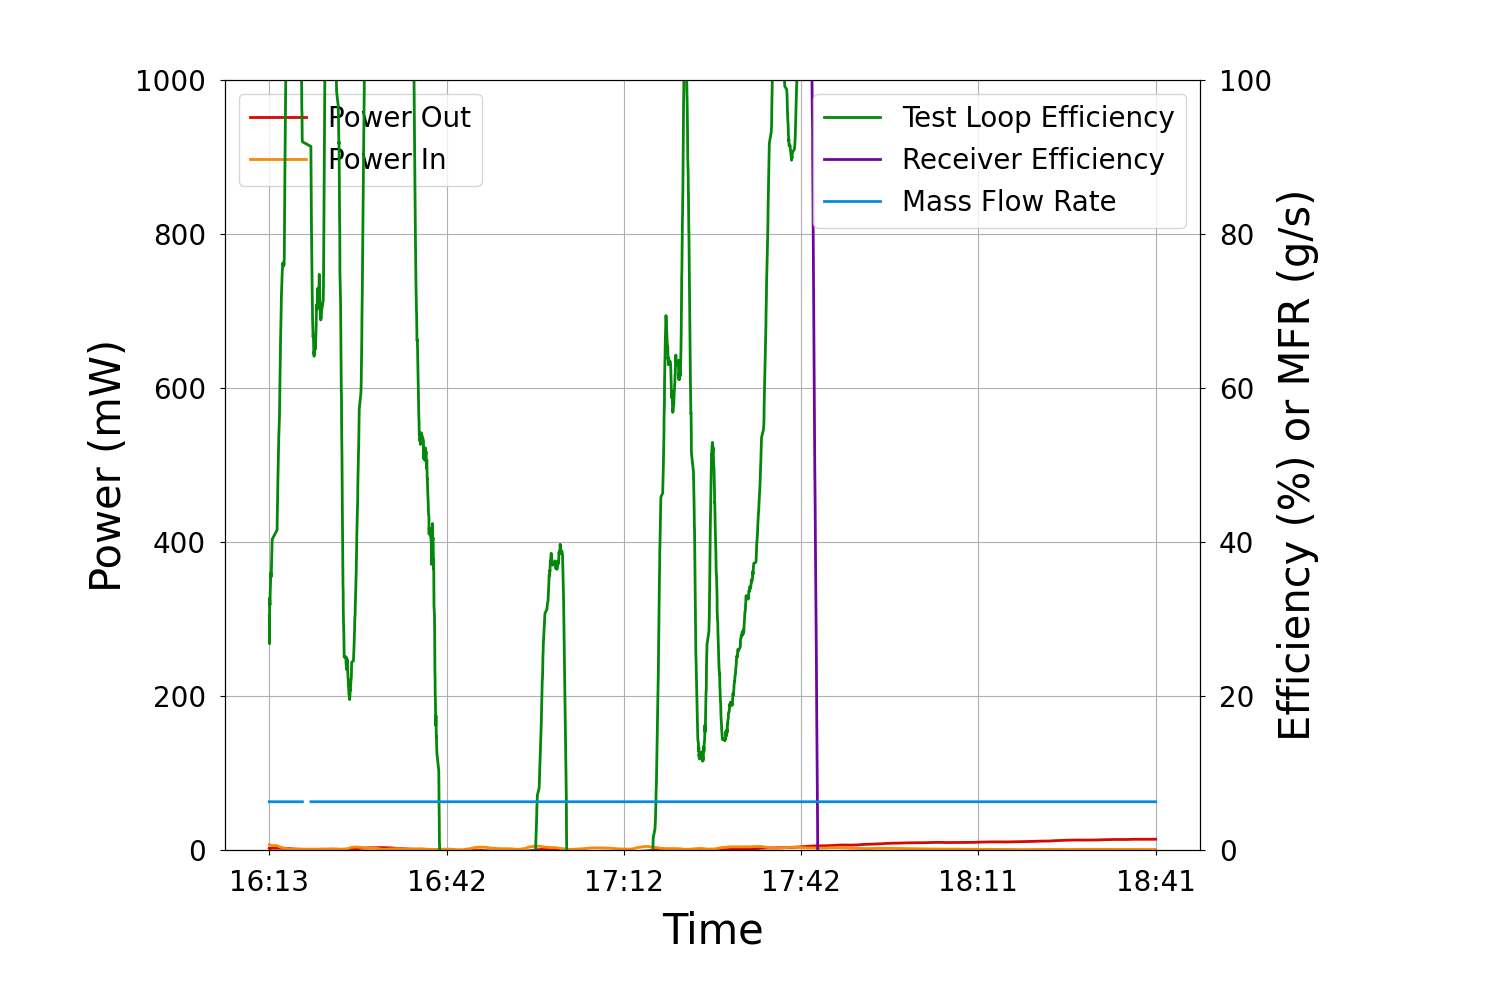 1000
800
600
400
200
0
Power (mW)
Power Out
Power In
Test Loop Efficiency
Receiver Efficiency
Mass Flow Rate
100
80
60
40
20
0
Efficiency (%) or MFR (g/s)
16:13 16:42 17:12 17:42 18:11 18:41
Time